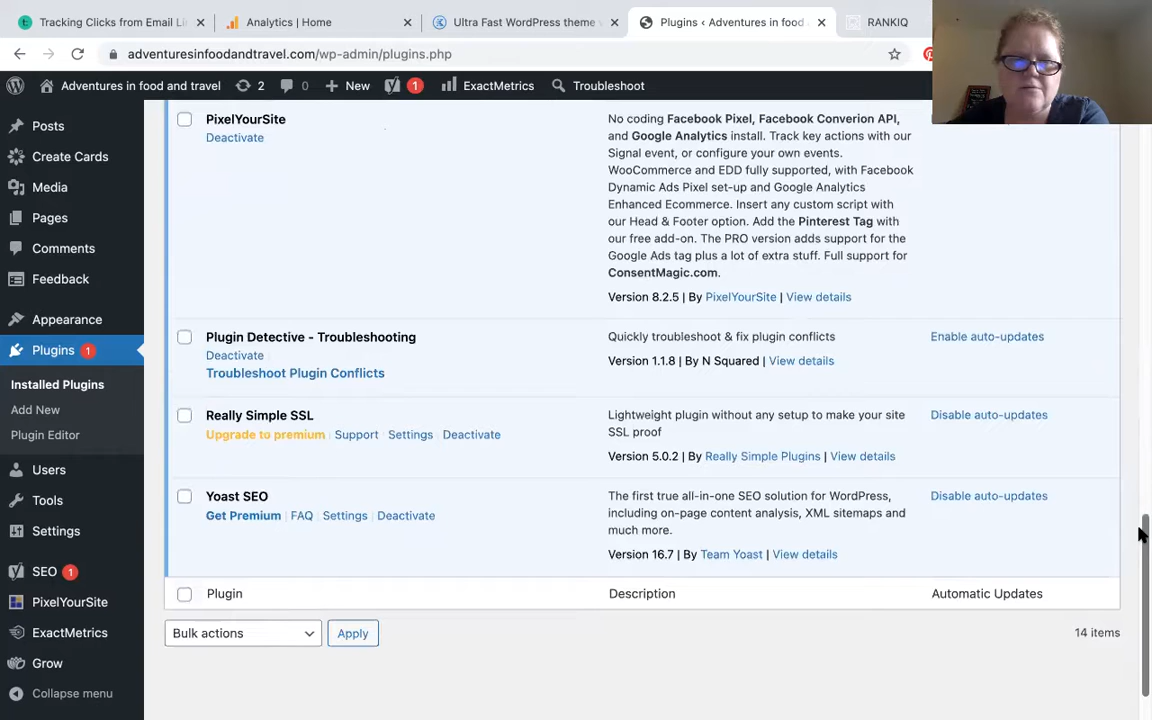 Tracking Clicks from Email Li
Analytics | Home
Ultra Fast WordPress theme
Plugins ‹ Adventures in food
RANKIQ
adventuresinfoodandtravel.com/wp-admin/plugins.php
Adventures in food and travel
2
0
New
1
ExactMetrics
Troubleshoot
Posts
Create Cards
Media
Pages
Comments
Feedback
Appearance
Plugins 1
Installed Plugins
Add New
Plugin Editor
Users
Tools
Settings
SEO 1
PixelYourSite
ExactMetrics
Grow
Collapse menu
PixelYourSite
Deactivate
No coding Facebook Pixel, Facebook Converion API,
and Google Analytics install. Track key actions with our
Signal event, or configure your own events.
WooCommerce and EDD fully supported, with Facebook
Dynamic Ads Pixel set-up and Google Analytics
Enhanced Ecommerce. Insert any custom script with
our Head & Footer option. Add the Pinterest Tag with
our free add-on. The PRO version adds support for the
Google Ads tag plus a lot of extra stuff. Full support for
ConsentMagic.com.
Version 8.2.5 | By PixelYourSite | View details
Plugin Detective - Troubleshooting
Deactivate
Troubleshoot Plugin Conflicts
Quickly troubleshoot & fix plugin conflicts
Version 1.1.8 | By N Squared | View details
Enable auto-updates
Really Simple SSL
Upgrade to premium | Support | Settings | Deactivate
Lightweight plugin without any setup to make your site
SSL proof
Version 5.0.2 | By Really Simple Plugins | View details
Disable auto-updates
Yoast SEO
Get Premium | FAQ | Settings | Deactivate
The first true all-in-one SEO solution for WordPress,
including on-page content analysis, XML sitemaps and
much more.
Version 16.7 | By Team Yoast | View details
Disable auto-updates
Plugin
Description
Automatic Updates
Bulk actions
Apply
14 items